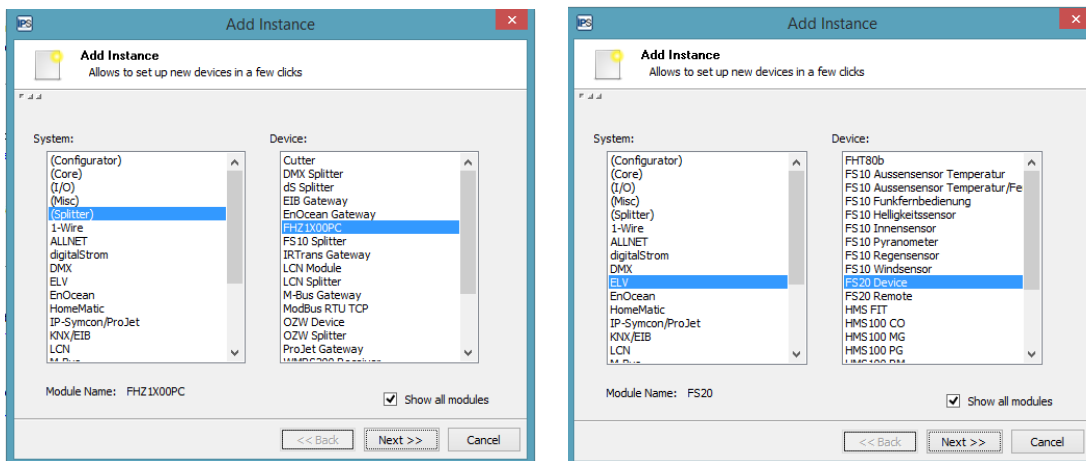 IPS
Add Instance
Add Instance
Allows to set up new devices in a few clicks
System:
(Configurator)
(Core)
(I/O)
(Misc)
(Splitter)
1-Wire
ALLNET
digitalStrom
DMX
ELV
EnOcean
HomeMatic
IP-Symcon/ProJet
KNX/EIB
LCN
M-Bus
Device:
Cutter
DMX Splitter
dS Splitter
EIB Gateway
EnOcean Gateway
FHZ1X00PC
FS10 Splitter
IRTrans Gateway
LCN Module
LCN Splitter
M-Bus Gateway
ModBus RTU TCP
OZW Device
OZW Splitter
ProJet Gateway
Module Name: FHZ1X00PC
Show all modules
<< Back
Next >>
Cancel
IPS
Add Instance
Add Instance
Allows to set up new devices in a few clicks
System:
(Configurator)
(Core)
(I/O)
(Misc)
(Splitter)
1-Wire
ALLNET
digitalStrom
DMX
ELV
EnOcean
HomeMatic
IP-Symcon/ProJet
KNX/EIB
LCN
M-Bus
Device:
FHT80b
FS10 Aussensensor Temperatur
FS10 Aussensensor Temperatur/Fe
FS10 Funkfernbedienung
FS10 Helligkeitssensor
FS10 Innensensor
FS10 Pyranometer
FS10 Regensensor
FS10 Windsensor
FS20 Device
FS20 Remote
HMS FIT
HMS100 CO
HMS100 MG
HMS100 PG
Module Name: FS20
Show all modules
<< Back
Next >>
Cancel